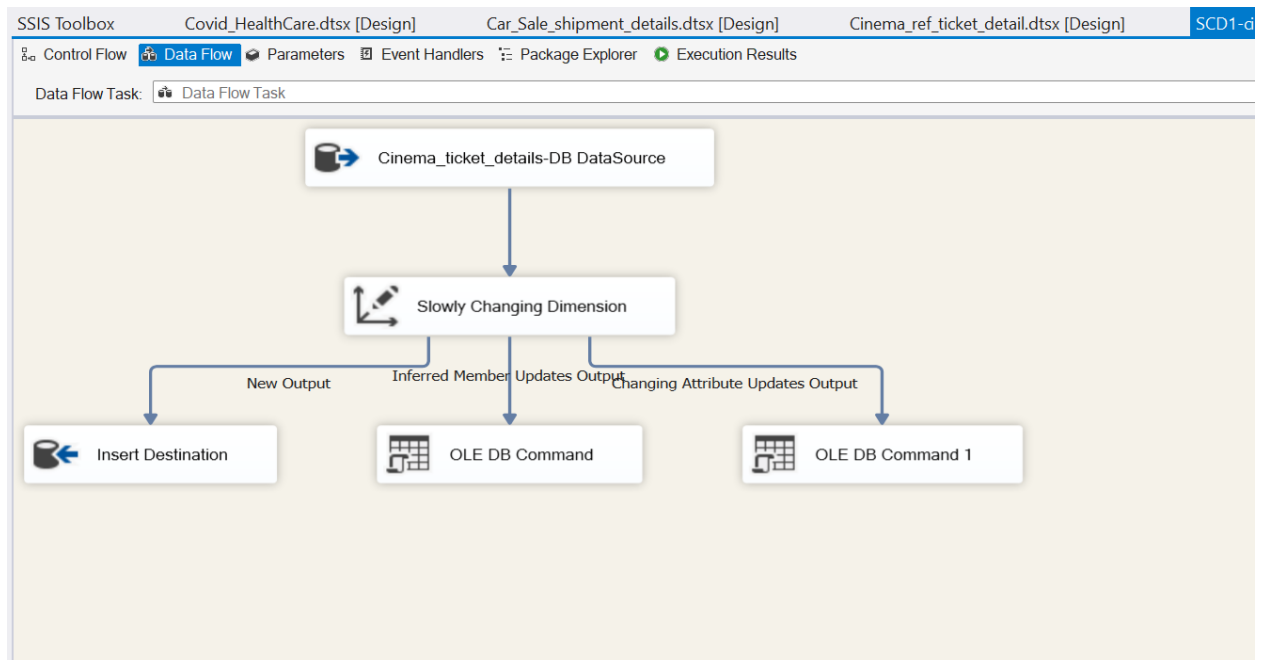 SSIS Toolbox Covid_HealthCare.dtsx [Design] Car_Sale_shipment_details.dtsx [Design] Cinema_ref_ticket_detail.dtsx [Design] SCD1-d
Control Flow Data Flow Parameters Event Handlers Package Explorer Execution Results
Data Flow Task: Data Flow Task
Cinema_ticket_details-DB DataSource
Slowly Changing Dimension
New Output Inferred Member Updates Output Changing Attribute Updates Output
Insert Destination OLE DB Command OLE DB Command 1